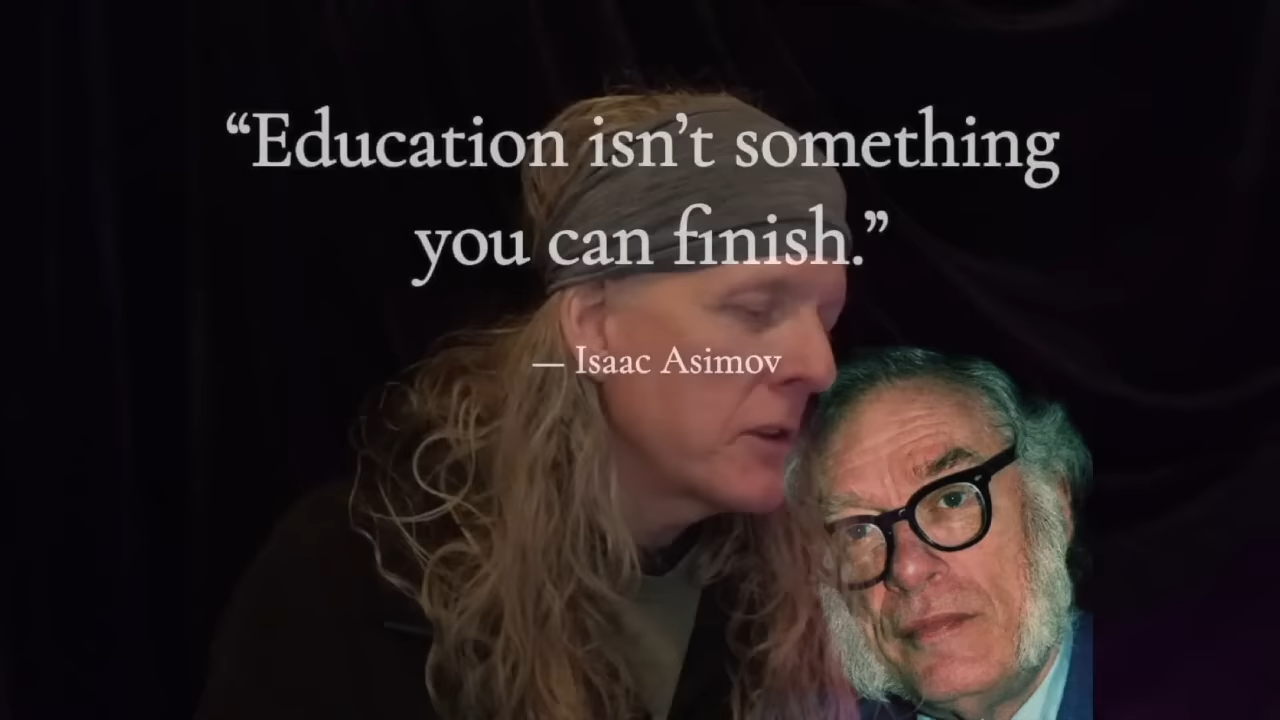 “Education isn’t something
you can finish.”
— Isaac Asimov